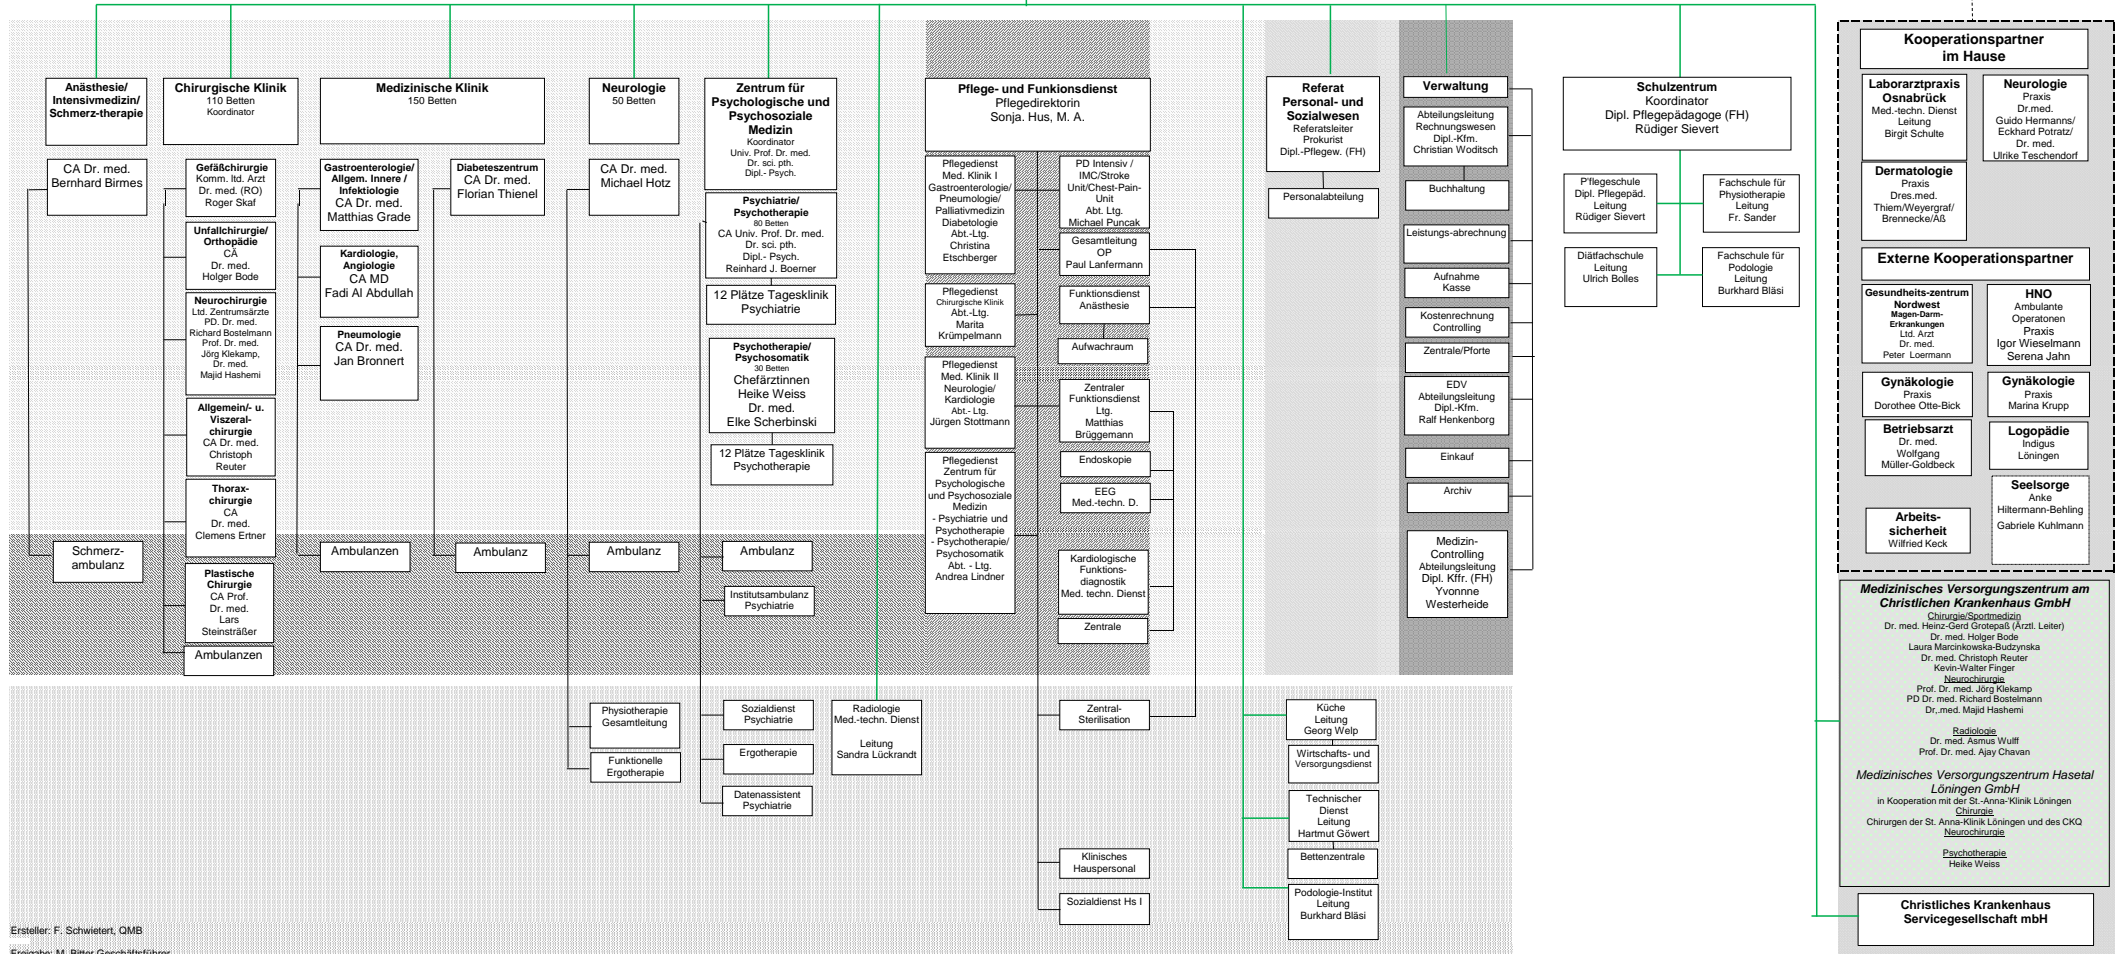 Anästhesie/
Intensivmedizin/
Schmerz-therapie
CA Dr. med.
Bernhard Birmes
Schmerz-
ambulanz
Chirurgische Klinik
110 Betten
Koordinator
Gefäßchirurgie
Komm. ltd. Arzt
Dr. med. (RO)
Roger Skaf
Unfallchirurgie/
Orthopädie
CÄ
Dr. med.
Holger Bode
Neurochirurgie
Ltd. Zentrumsärzte
PD. Dr. med.
Richard Bostelmann
Prof. Dr. med.
Jörg Klekamp,
Dr. med.
Majid Hashemi
Allgemein/- u.
Viszeral-
chirurgie
CA Dr. med.
Christoph
Reuter
Thorax-
chirurgie
CA
Dr. med.
Clemens Ertner
Plastische
Chirurgie
CA Prof.
Dr. med.
Lars
Steinsträßer
Ambulanzen
Medizinische Klinik
150 Betten
Gastroenterologie/
Allgem. Innere /
Infektiologie
CA Dr. med.
Matthias Grade
Kardiologie,
Angiologie
CA MD
Fadi Al Abdullah
Pneumologie
CA Dr. med.
Jan Bronnert
Ambulanzen
Diabeteszentrum
CA Dr. med.
Florian Thienel
Ambulanz
Neurologie
50 Betten
CA Dr. med.
Michael Hotz
Ambulanz
Physiotherapie
Gesamtleitung
Funktionelle
Ergotherapie
Zentrum für
Psychologische und
Psychosoziale
Medizin
Koordinator
Univ. Prof. Dr. med.
Dr. sci. pth.
Dipl.- Psych.
Psychiatrie/
Psychotherapie
80 Betten
CA Univ. Prof. Dr. med.
Dr. sci. pth.
Dipl.- Psych.
Reinhard J. Boerner
12 Plätze Tagesklinik
Psychiatrie
Psychotherapie/
Psychosomatik
30 Betten
Chefärztinnen
Heike Weiss
Dr. med.
Elke Scherbinski
12 Plätze Tagesklinik
Psychotherapie
Ambulanz
Institutsambulanz
Psychiatrie
Sozialdienst
Psychiatrie
Ergotherapie
Datenassistent
Psychiatrie
Radiologie
Med.-techn. Dienst
Leitung
Sandra Lückrandt
Pflege- und Funktionsdienst
Pflegedirektorin
Sonja. Hus, M. A.
Pflegedienst
Med. Klinik I
Gastroenterologie/
Pneumologie/
Palliativmedizin
Diabetologie
Abt.-Ltg.
Christina
Etschberger
Pflegedienst
Chirurgische Klinik
Abt.-Ltg.
Marita
Krümpelmann
Pflegedienst
Med. Klinik II
Neurologie/
Kardiologie
Abt.- Ltg.
Jürgen Stottmann
Pflegedienst
Zentrum für
Psychologische
und Psychosoziale
Medizin
- Psychiatrie und
Psychotherapie
- Psychotherapie/
Psychosomatik
Abt. - Ltg.
Andrea Lindner
PD Intensiv /
IMC/Stroke
Unit/Chest-Pain-
Unit
Abt. Ltg.
Michael Puncak
Gesamtleitung
OP
Paul Lanfermann
Funktionsdienst
Anästhesie
Aufwachraum
Zentraler
Funktionsdienst
Ltg.
Matthias
Brüggemann
Endoskopie
EEG
Med.-techn. D.
Kardiologische
Funktions-
diagnostik
Med. techn. Dienst
Zentrale
Zentral-
Sterilisation
Klinisches
Hauspersonal
Sozialdienst Hs I
Referat
Personal- und
Sozialwesen
Referatsleiter
Prokurist
Dipl.-Pflegew. (FH)
Personalabteilung
Küche
Leitung
Georg Welp
Wirtschafts- und
Versorgungsdienst
Technischer
Dienst
Leitung
Hartmut Göwert
Bettenzentrale
Podologie-Institut
Leitung
Burkhard Bläsi
Verwaltung
Abteilungsleitung
Rechnungswesen
Dipl.-Kfm.
Christian Woditsch
Buchhaltung
Leistungs-abrechnung
Aufnahme
Kasse
Kostenrechnung
Controlling
Zentrale/Pforte
EDV
Abteilungsleitung
Dipl.-Kfm.
Ralf Henkenborg
Einkauf
Archiv
Medizin-
Controlling
Abteilungsleitung
Dipl. Kffr. (FH)
Yvonnne
Westerheide
Schulzentrum
Koordinator
Dipl. Pflegepädagoge (FH)
Rüdiger Sievert
P'flegeschule
Dipl. Pflegepäd.
Leitung
Rüdiger Sievert
Fachschule für
Physiotherapie
Leitung
Fr. Sander
Diätfachschule
Leitung
Ulrich Bolles
Fachschule für
Podologie
Leitung
Burkhard Bläsi
Kooperationspartner
im Hause
Laborarztpraxis
Osnabrück
Med.-techn. Dienst
Leitung
Birgit Schulte
Neurologie
Praxis
Dr.med.
Guido Hermanns/
Eckhard Potratz/
Dr. med.
Ulrike Teschendorf
Dermatologie
Praxis
Dres.med.
Thiem/Weyergraf/
Brennecke/Aß
Externe Kooperationspartner
Gesundheits-zentrum
Nordwest
Magen-Darm-
Erkrankungen
Ltd. Arzt
Dr. med.
Peter Loermann
HNO
Ambulante
Operatonen
Praxis
Igor Wieselmann
Serena Jahn
Gynäkologie
Praxis
Dorothee Otte-Bick
Gynäkologie
Praxis
Marina Krupp
Betriebsarzt
Dr. med.
Wolfgang
Müller-Goldbeck
Logopädie
Indigus
Löningen
Seelsorge
Anke
Hiltermann-Behling
Gabriele Kuhlmann
Arbeits-
sicherheit
Wilfried Keck
Medizinisches Versorgungszentrum am
Christlichen Krankenhaus GmbH
Chirurgie/Sportmedizin
Dr. med. Heinz-Gerd Grotepaß (Ärztl. Leiter)
Dr. med. Holger Bode
Laura Marcinkowska-Budzynska
Dr. med. Christoph Reuter
Kevin-Walter Finger
Neurochirurgie
Prof. Dr. med. Jörg Klekamp
PD Dr. med. Richard Bostelmann
Dr,.med. Majid Hashemi
Radiologie
Dr. med. Asmus Wulff
Prof. Dr. med. Ajay Chavan
Medizinisches Versorgungszentrum Hasetal
Löningen GmbH
in Kooperation mit der St.-Anna-'Klinik Löningen
Chirurgie
Chirurgen der St. Anna-Klinik Löningen und des CKQ
Neurochirurgie
Psychotherapie
Heike Weiss
Christliches Krankenhaus
Servicegesellschaft mbH
Ersteller: F. Schwietert, QMB
Freigabe: M. Bitter Geschäftsführer